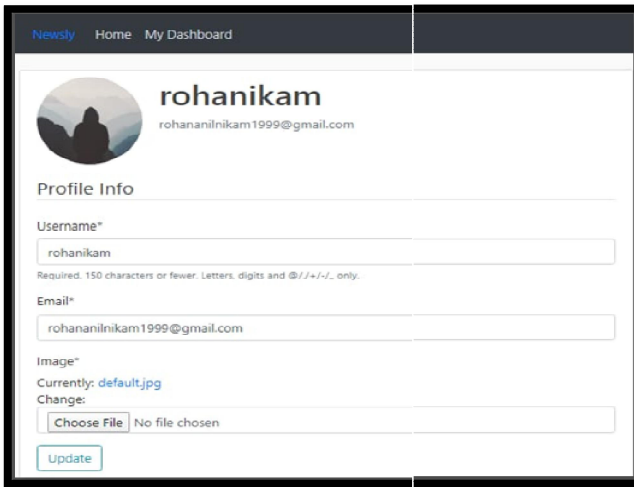 Newsly Home My Dashboard
rohanikam
rohananilnikam1999@gmail.com
Profile Info
Username*
rohanikam
Required. 150 characters or fewer. Letters, digits and @/./+/-/_ only.
Email*
rohananilnikam1999@gmail.com
Image*
Currently: default.jpg
Change:
Choose File No file chosen
Update